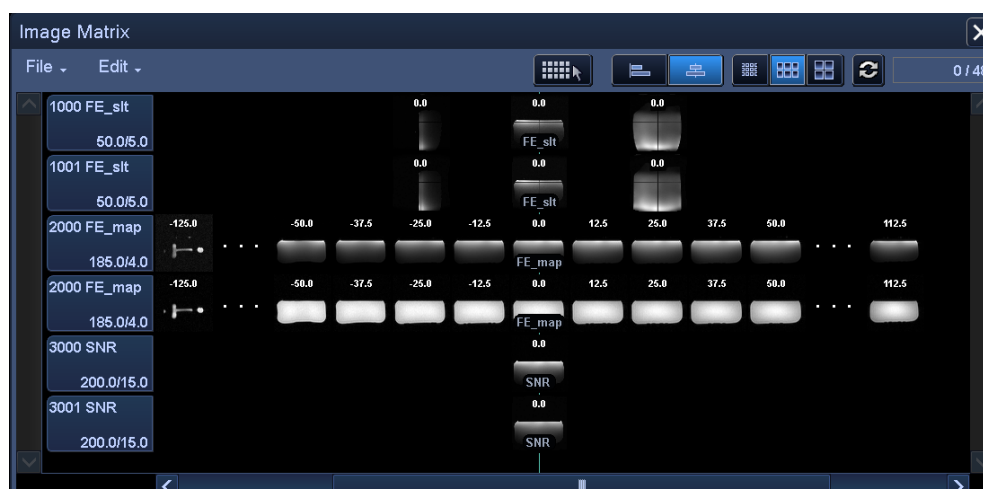 Image Matrix
File Edit
0 / 48
1000 FE_slt 0.0 0.0 0.0
50.0/5.0 FE_slt
1001 FE_slt 0.0 0.0 0.0
50.0/5.0 FE_slt
2000 FE_map -125.0 -50.0 -37.5 -25.0 -12.5 0.0 12.5 25.0 37.5 50.0 112.5
185.0/4.0 FE_map
2000 FE_map -125.0 -50.0 -37.5 -25.0 -12.5 0.0 12.5 25.0 37.5 50.0 112.5
185.0/4.0 FE_map
3000 SNR 0.0
200.0/15.0 SNR
3001 SNR 0.0
200.0/15.0 SNR